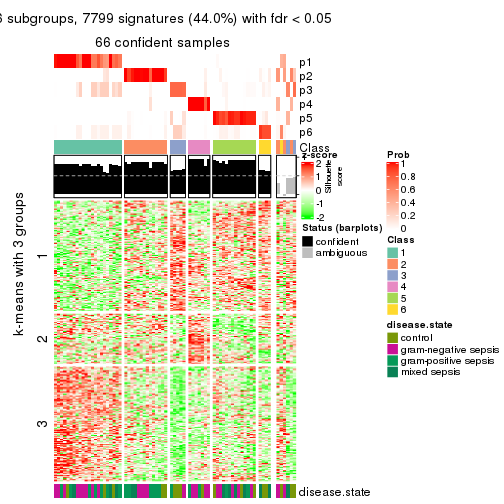 6 subgroups, 7799 signatures (44.0%) with fdr < 0.05
66 confident samples
p1
p2
p3
p4
p5
p6
Class
z-score
2
1
0
-1
-2
Silhouette
score
Status (barplots)
confident
ambiguous
Prob
1
0.8
0.6
0.4
0.2
0
Class
1
2
3
4
5
6
disease.state
control
gram-negative sepsis
gram-positive sepsis
mixed sepsis
k-means with 3 groups
1
2
3
disease.state